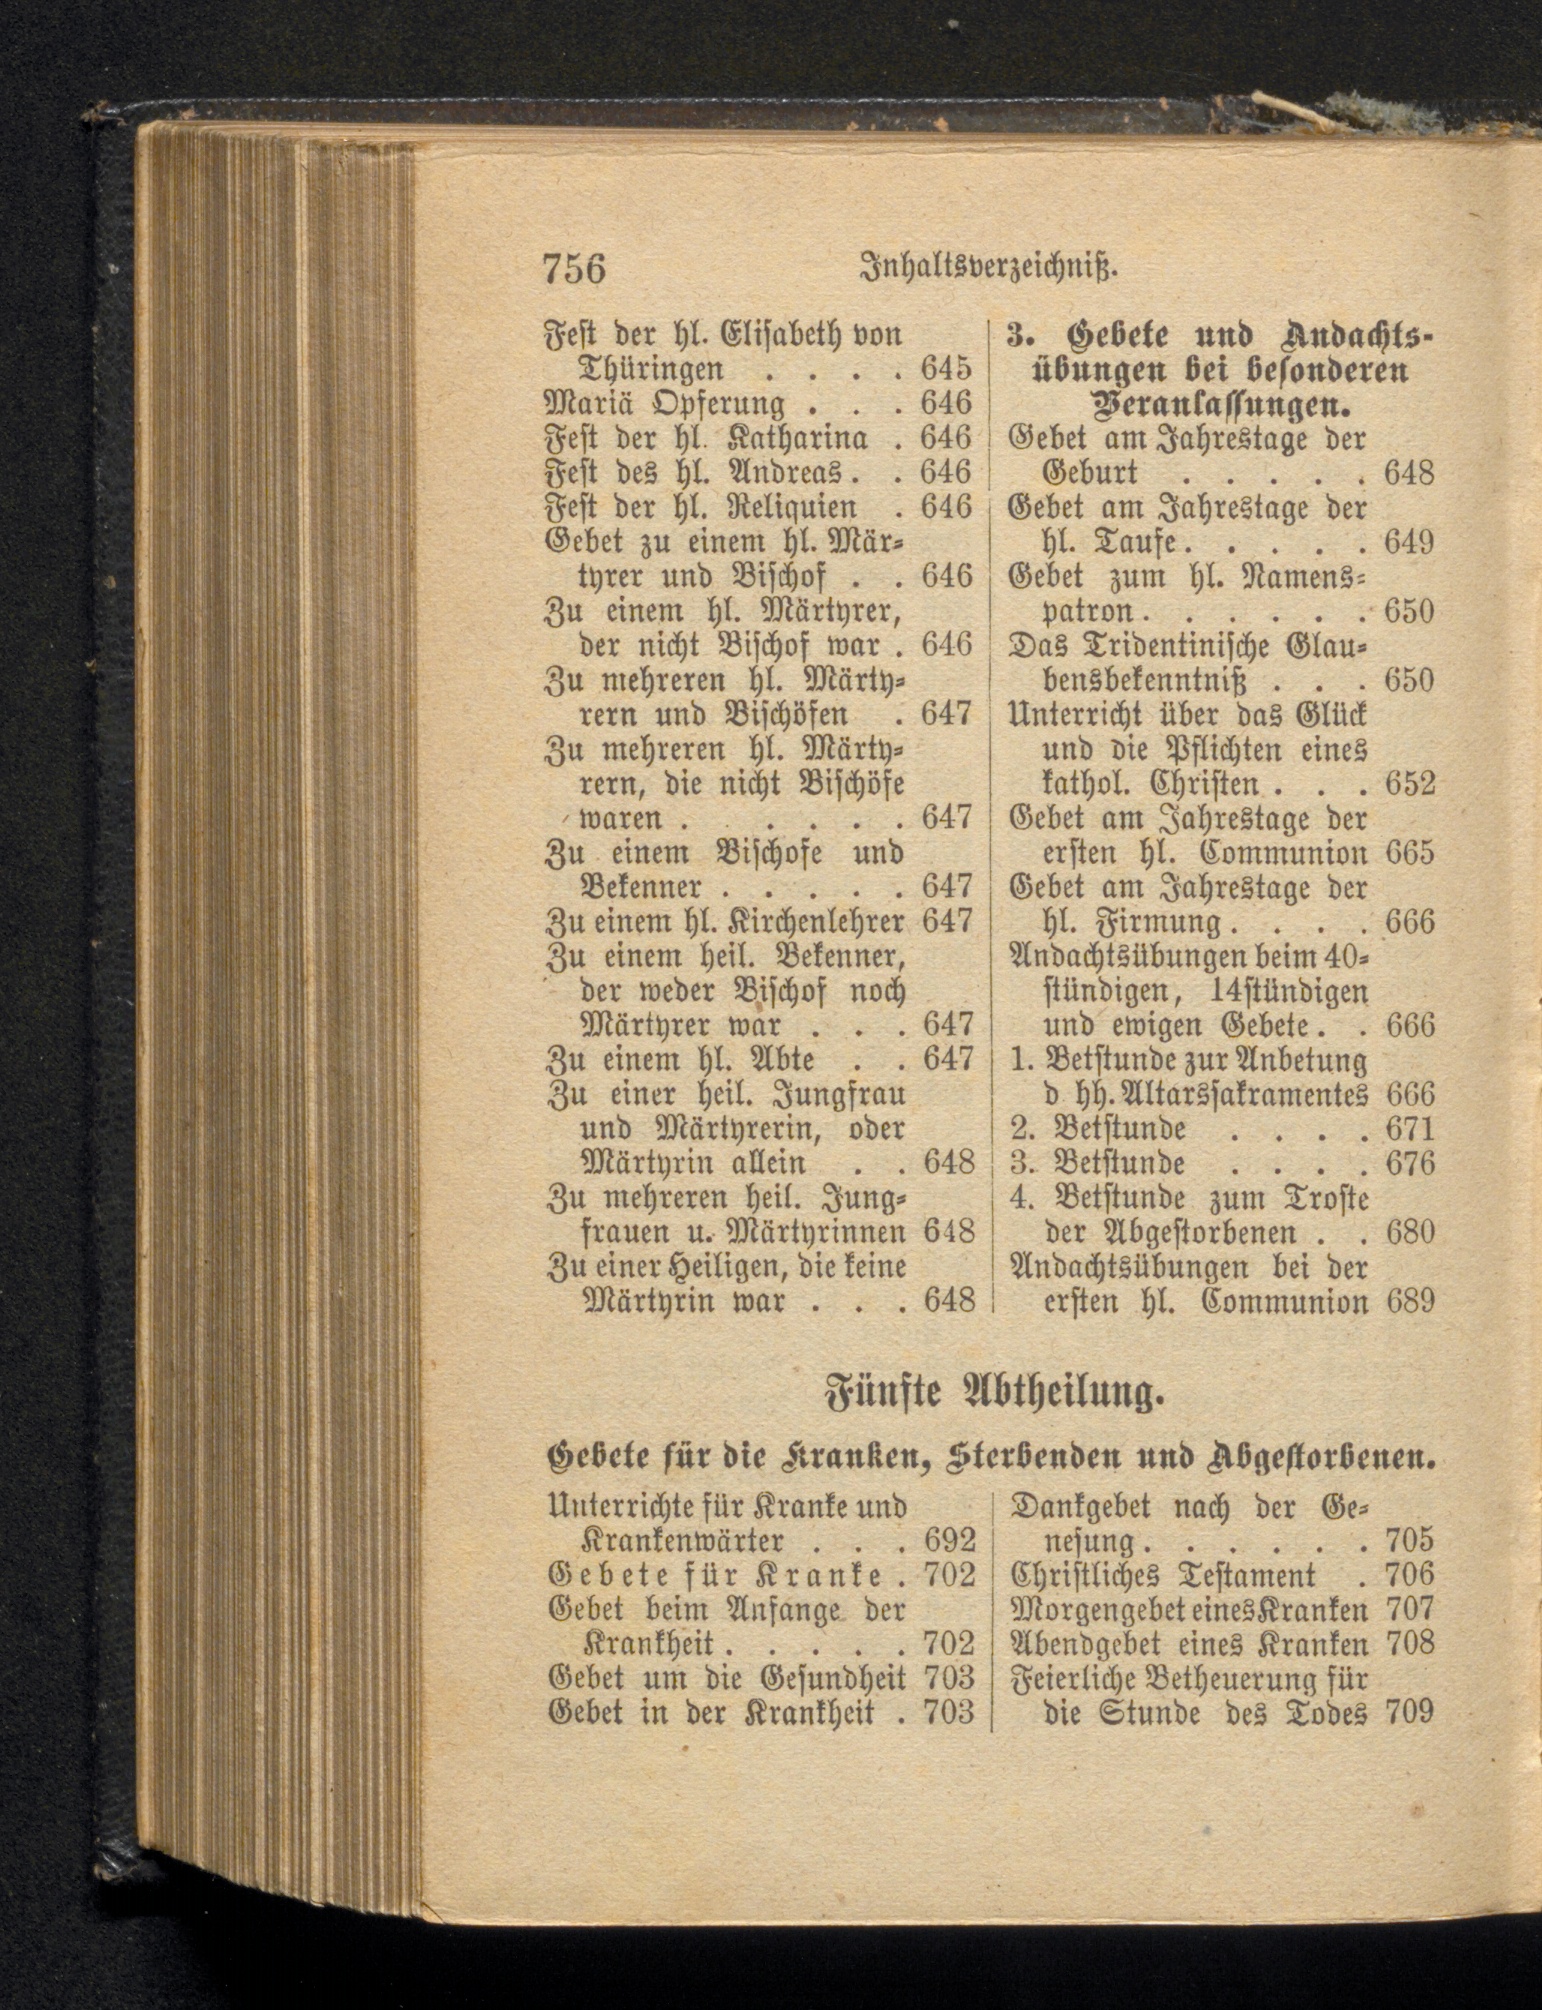 756
Inhaltsverzeichniß.
Fest der hl. Elisabeth von
Thüringen . . . . 645
Mariä Opferung . . . 646
Fest der hl. Katharina . 646
Fest des hl. Andreas . . 646
Fest der hl. Reliquien . 646
Gebet zu einem hl. Mär-
tyrer und Bischof . . 646
Zu einem hl. Märtyrer,
der nicht Bischof war . 646
Zu mehreren hl. Märty-
rern und Bischöfen . 647
Zu mehreren hl. Märty-
rern, die nicht Bischöfe
waren . . . . . . 647
Zu einem Bischofe und
Bekenner . . . . . 647
Zu einem hl. Kirchenlehrer 647
Zu einem heil. Bekenner,
der weder Bischof noch
Märtyrer war . . . 647
Zu einem hl. Abte . . 647
Zu einer heil. Jungfrau
und Märtyrerin, oder
Märtyrin allein . . 648
Zu mehreren heil. Jung-
frauen u. Märtyrinnen 648
Zu einer Heiligen, die keine
Märtyrin war . . . 648
3. Gebete und Andachts-
übungen bei besonderen
Veranlassungen.
Gebet am Jahrestage der
Geburt . . . . . 648
Gebet am Jahrestage der
hl. Taufe . . . . . 649
Gebet zum hl. Namens-
patron . . . . . . 650
Das Tridentinische Glau-
bensbekenntniß . . . 650
Unterricht über das Glück
und die Pflichten eines
kathol. Christen . . . 652
Gebet am Jahrestage der
ersten hl. Communion 665
Gebet am Jahrestage der
hl. Firmung . . . . 666
Andachtsübungen beim 40-
stündigen, 14stündigen
und ewigen Gebete . . 666
1. Betstunde zur Anbetung
d hh. Altarssakramentes 666
2. Betstunde . . . . 671
3. Betstunde . . . . 676
4. Betstunde zum Troste
der Abgestorbenen . . 680
Andachtsübungen bei der
ersten hl. Communion 689
Fünfte Abtheilung.
Gebete für die Kranken, Sterbenden und Abgestorbenen.
Unterrichte für Kranke und
Krankenwärter . . . 692
Gebete für Kranke . 702
Gebet beim Anfange der
Krankheit . . . . . 702
Gebet um die Gesundheit 703
Gebet in der Krankheit . 703
Dankgebet nach der Ge-
nesung . . . . . . 705
Christliches Testament . 706
Morgengebet eines Kranken 707
Abendgebet eines Kranken 708
Feierliche Betheuerung für
die Stunde des Todes 709